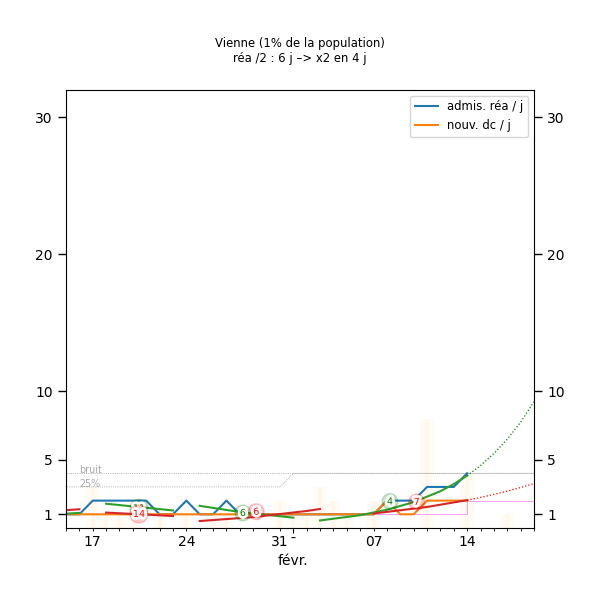 Vienne (1% de la population)
réa /2 : 6 j –> x2 en 4 j
admis. réa / j
nouv. dc / j
30 30
20 20
10 10
5 5
bruit
25%
4 7
14 6 6
1 1
17 24 31 07 14
févr.